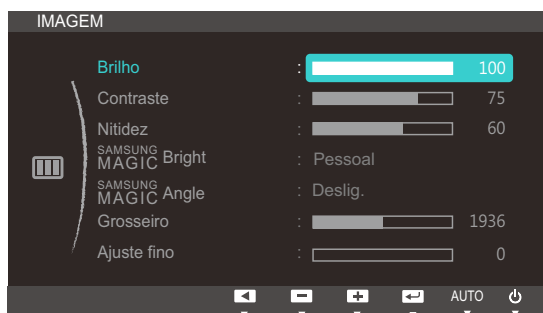 IMAGEM
Brilho : 100
Contraste : 75
Nitidez : 60
SAMSUNG MAGIC Bright : Pessoal
SAMSUNG MAGIC Angle : Deslig.
Grosseiro : 1936
Ajuste fino : 0
AUTO